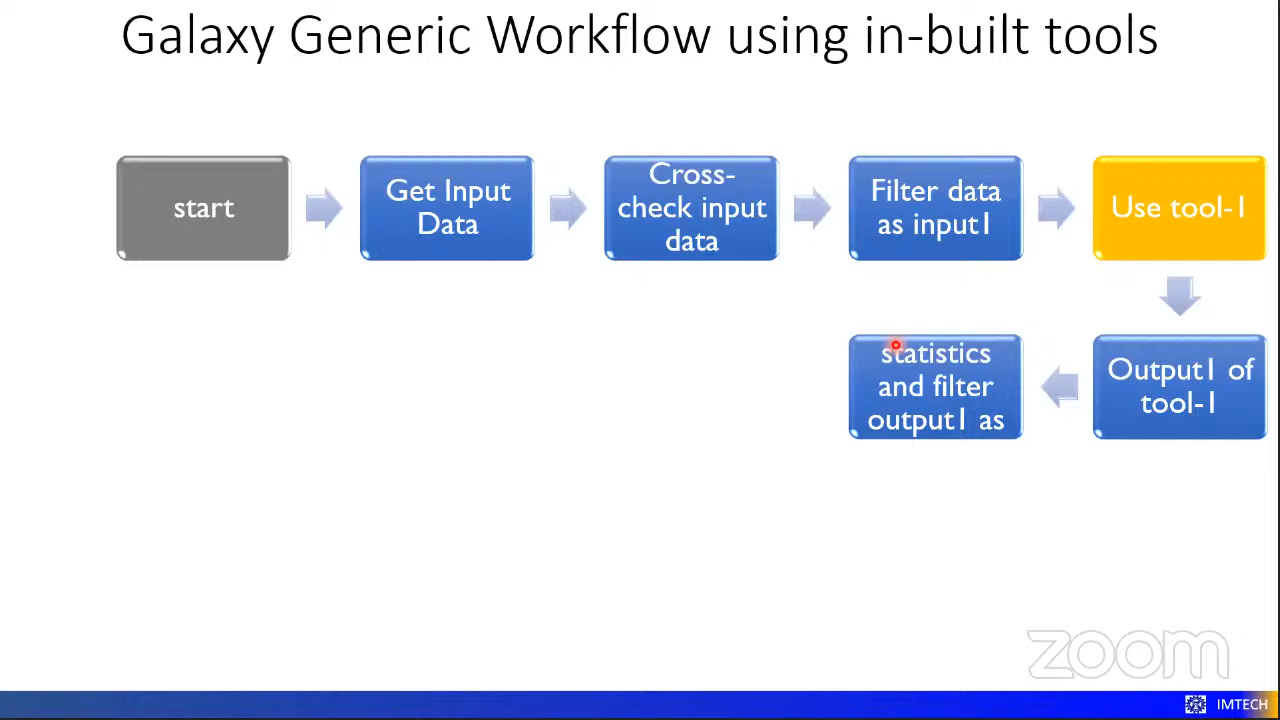 Galaxy Generic Workflow using in-built tools
start
Get Input
Data
Cross-
check input
data
Filter data
as input1
Use tool-1
Output1 of
tool-1
statistics
and filter
output1 as
zoom
IMTECH